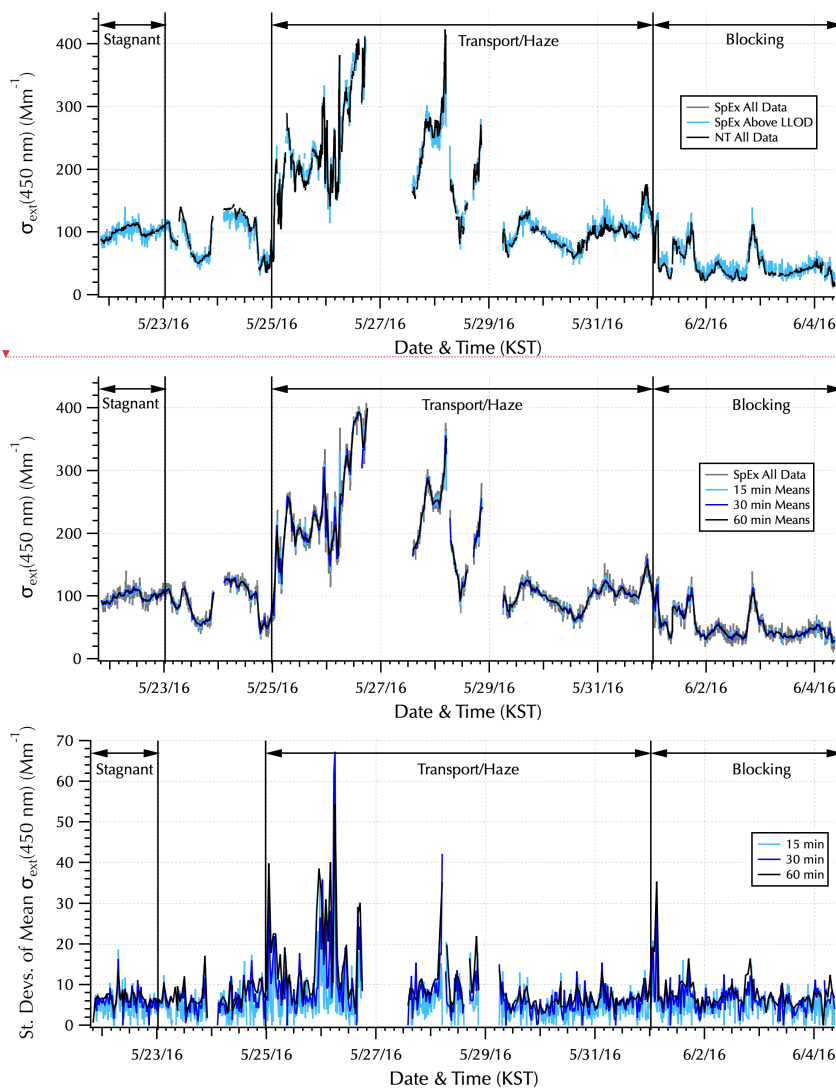 400
300
200
100
0
σext(450 nm) (Mm-1)
Stagnant
Transport/Haze
Blocking
SpEx All Data
SpEx Above LLOD
NT All Data
5/23/16
5/25/16
5/27/16
5/29/16
5/31/16
6/2/16
6/4/16
Date & Time (KST)
400
300
200
100
0
σext(450 nm) (Mm-1)
Stagnant
Transport/Haze
Blocking
SpEx All Data
15 min Means
30 min Means
60 min Means
5/23/16
5/25/16
5/27/16
5/29/16
5/31/16
6/2/16
6/4/16
Date & Time (KST)
70
60
50
40
30
20
10
0
St. Devs. of Mean σext(450 nm) (Mm-1)
Stagnant
Transport/Haze
Blocking
15 min
30 min
60 min
5/23/16
5/25/16
5/27/16
5/29/16
5/31/16
6/2/16
6/4/16
Date & Time (KST)